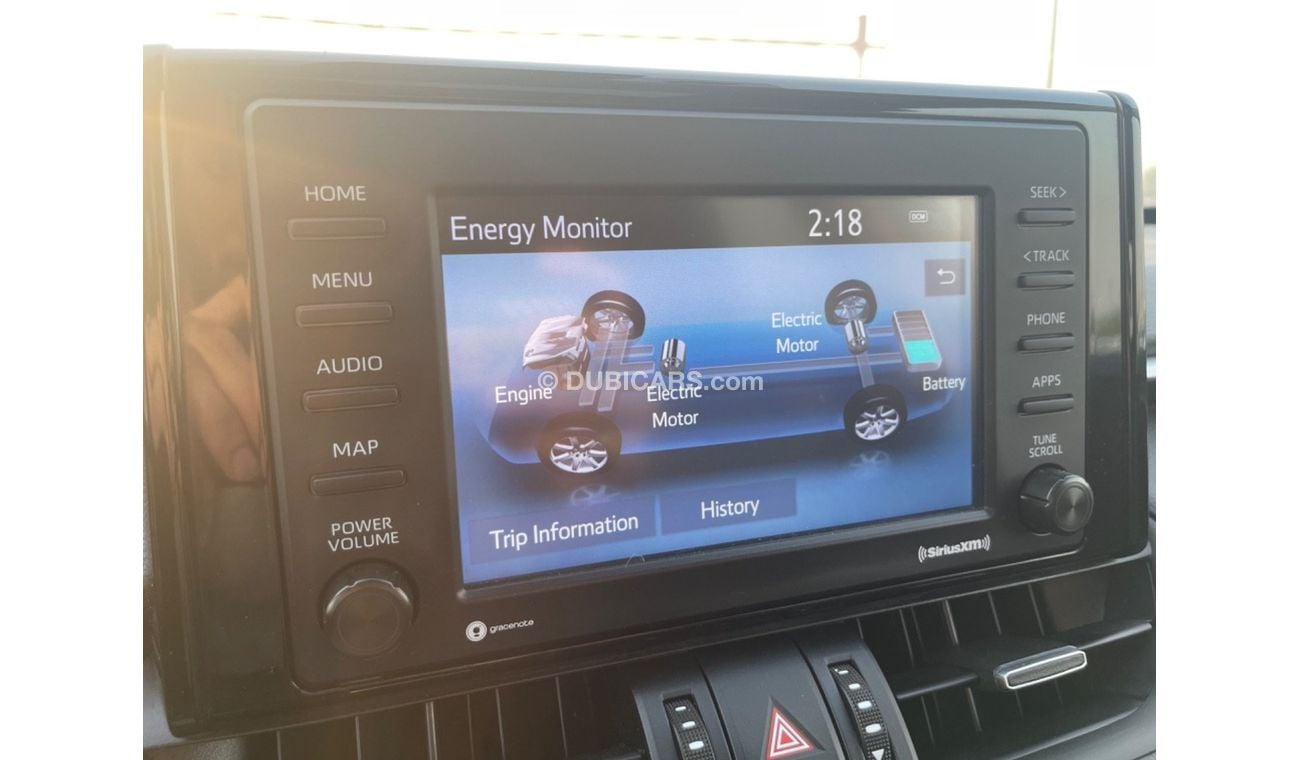 HOME
MENU
AUDIO
MAP
POWER
VOLUME
Energy Monitor
2:18
DCM
Electric
Motor
Engine
Electric
Motor
Battery
© DUBICARS.com
Trip Information
History
SEEK>
<TRACK
PHONE
APPS
TUNE
SCROLL
((SiriusXM))
gracenote